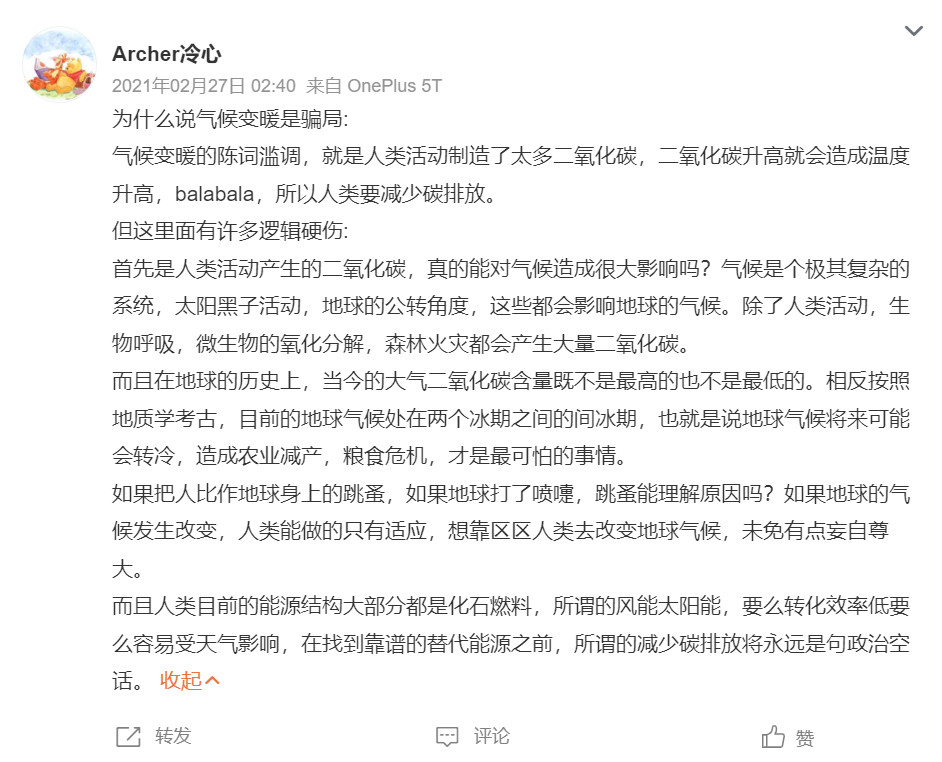 Archer冷心
2021年02月27日 02:40 来自 OnePlus 5T
为什么说气候变暖是骗局:
气候变暖的陈词滥调，就是人类活动制造了太多二氧化碳，二氧化碳升高就会造成温度
升高，balabala，所以人类要减少碳排放。
但这里面有许多逻辑硬伤:
首先是人类活动产生的二氧化碳，真的能对气候造成很大影响吗？气候是个极其复杂的
系统，太阳黑子活动，地球的公转角度，这些都会影响地球的气候。除了人类活动，生
物呼吸，微生物的氧化分解，森林火灾都会产生大量二氧化碳。
而且在地球的历史上，当今的大气二氧化碳含量既不是最高的也不是最低的。相反按照
地质学考古，目前的地球气候处在两个冰期之间的间冰期，也就是说地球气候将来可能
会转冷，造成农业减产，粮食危机，才是最可怕的事情。
如果把人比作地球身上的跳蚤，如果地球打了喷嚏，跳蚤能理解原因吗？如果地球的气
候发生改变，人类能做的只有适应，想靠区区人类去改变地球气候，未免有点妄自尊
大。
而且人类目前的能源结构大部分都是化石燃料，所谓的风能太阳能，要么转化效率低要
么容易受天气影响，在找到靠谱的替代能源之前，所谓的减少碳排放将永远是句政治空
话。 收起
转发 评论 赞